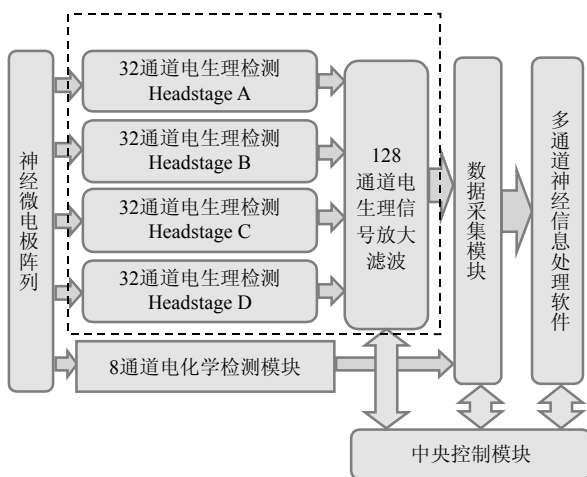 神经微电极阵列
32通道电生理检测
Headstage A
32通道电生理检测
Headstage B
32通道电生理检测
Headstage C
32通道电生理检测
Headstage D
8通道电化学检测模块
128
通道电
生理信
号放大
滤波
数据采集模块
多通道神经信息处理软件
中央控制模块